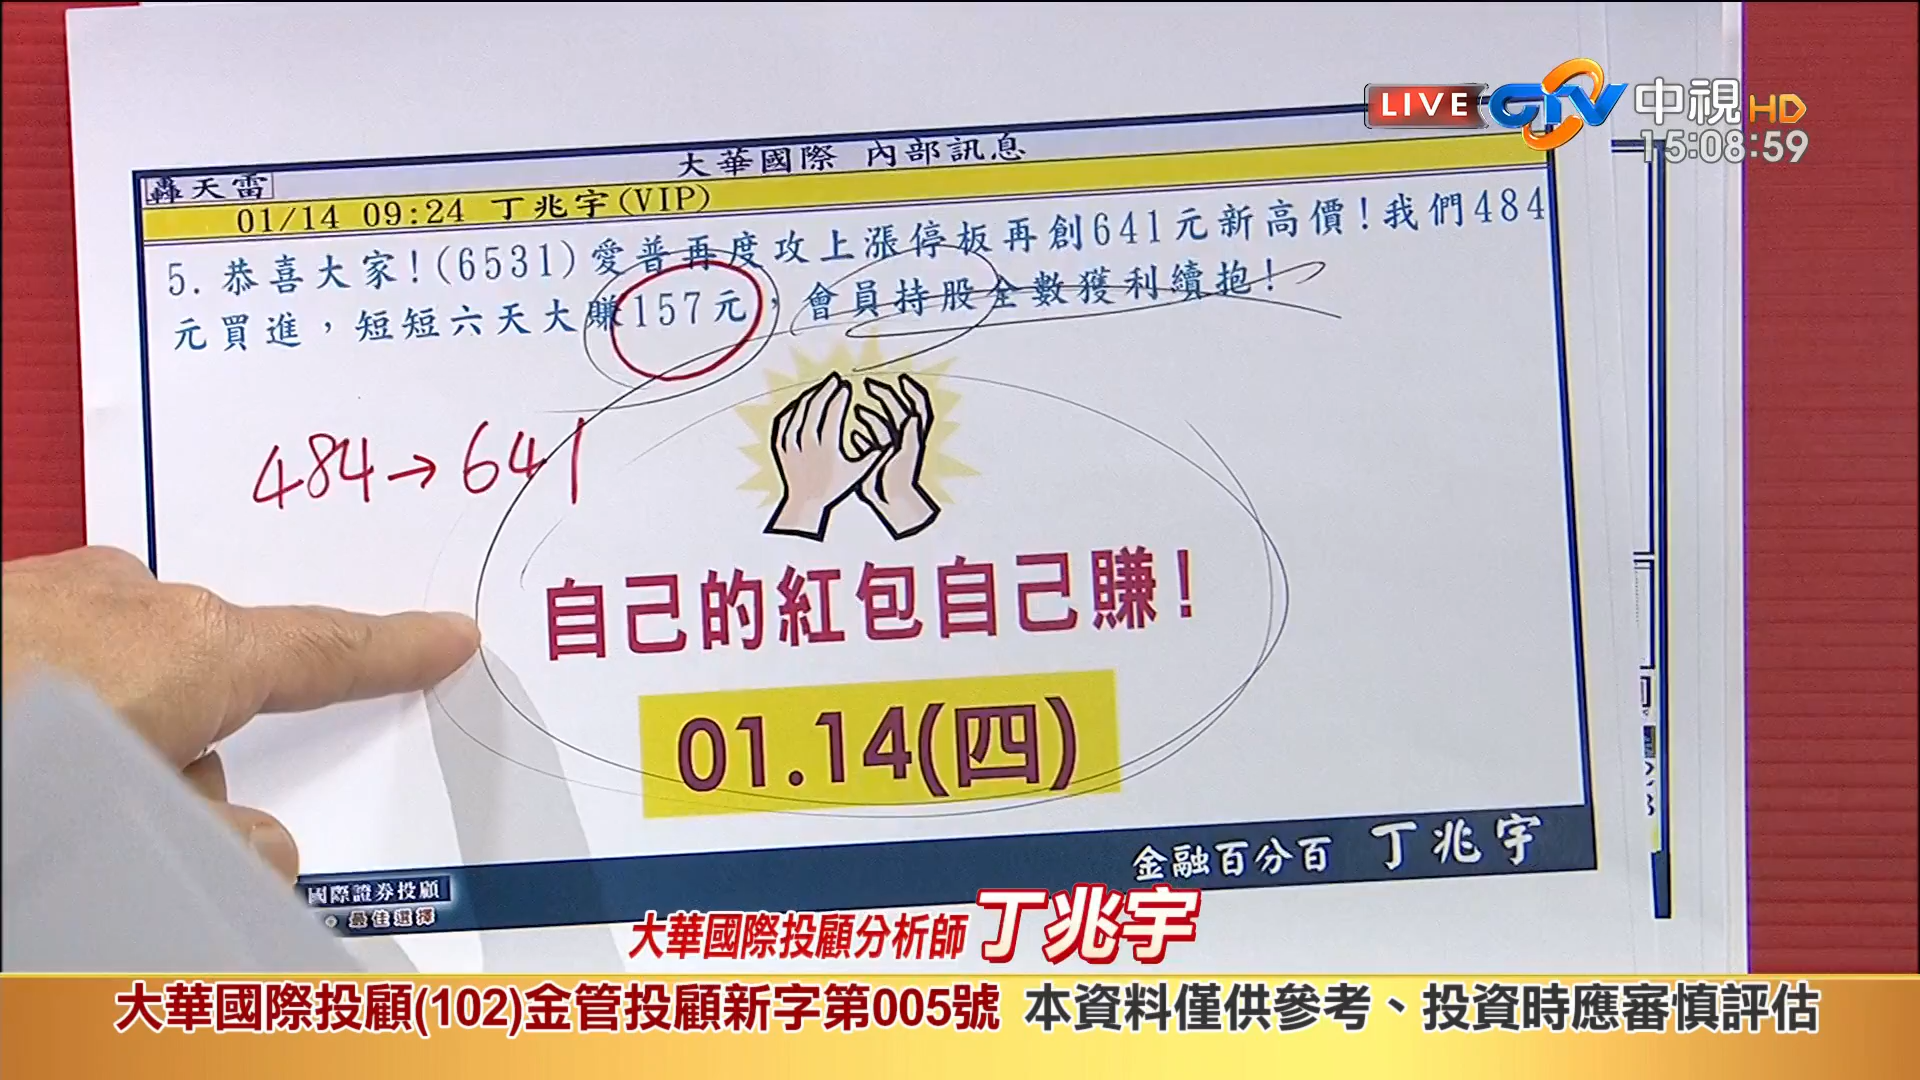 LIVE CTV 中視HD
15:08:59
大華國際 內部訊息
轟天雷
01/14 09:24 丁兆宇(VIP)
5. 恭喜大家!(6531)愛普再度攻上漲停板再創641元新高價!我們484
元買進，短短六天大賺157元，會員持股全數獲利續抱!
484→641
自己的紅包自己賺!
01.14(四)
金融百分百 丁兆宇
國際證券投顧
最佳選擇
大華國際投顧分析師 丁兆宇
大華國際投顧(102)金管投顧新字第005號 本資料僅供參考、投資時應審慎評估